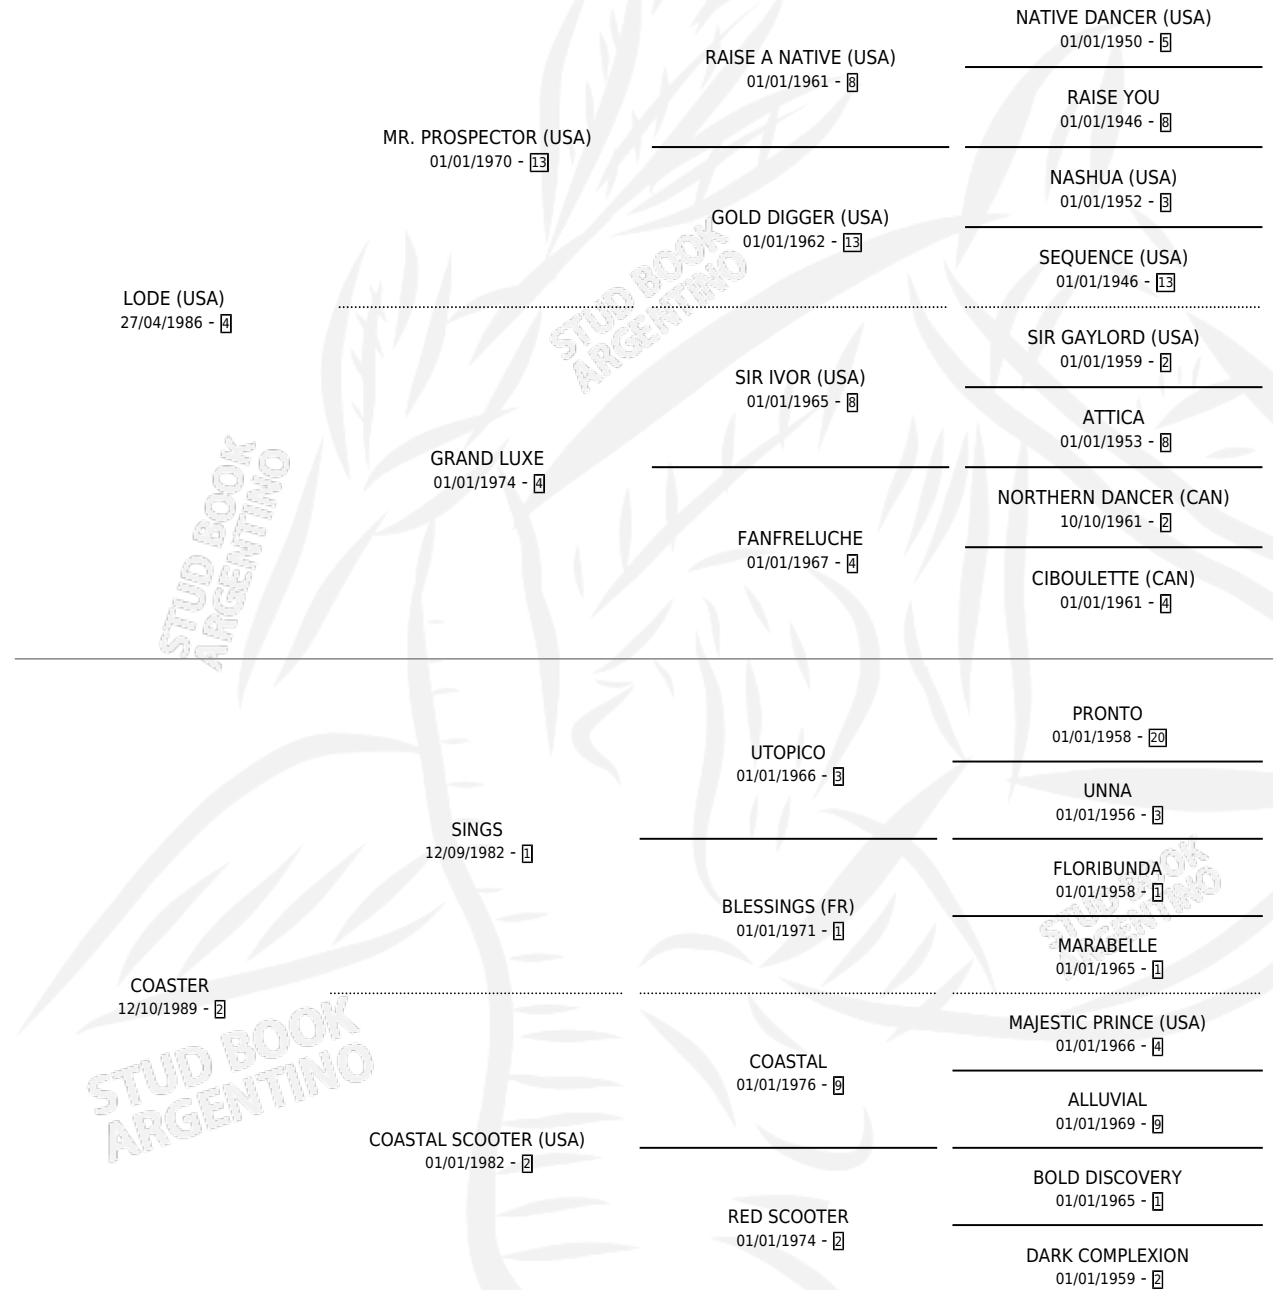 NATIVE DANCER (USA)
01/01/1950 - 5
RAISE A NATIVE (USA)
01/01/1961 - 8
RAISE YOU
01/01/1946 - 8
MR. PROSPECTOR (USA)
01/01/1970 - 13
NASHUA (USA)
01/01/1952 - 3
GOLD DIGGER (USA)
01/01/1962 - 13
SEQUENCE (USA)
01/01/1946 - 13
LODE (USA)
27/04/1986 - 4
SIR GAYLORD (USA)
01/01/1959 - 2
SIR IVOR (USA)
01/01/1965 - 8
ATTICA
01/01/1953 - 8
GRAND LUXE
01/01/1974 - 4
NORTHERN DANCER (CAN)
10/10/1961 - 2
FANFRELUCHE
01/01/1967 - 4
CIBOULETTE (CAN)
01/01/1961 - 4
PRONTO
01/01/1958 - 20
UTOPICO
01/01/1966 - 3
UNNA
01/01/1956 - 3
SINGS
12/09/1982 - 1
FLORIBUNDA
01/01/1958 - 1
BLESSINGS (FR)
01/01/1971 - 1
MARABELLE
01/01/1965 - 1
COASTER
12/10/1989 - 2
MAJESTIC PRINCE (USA)
01/01/1966 - 4
COASTAL
01/01/1976 - 9
ALLUVIAL
01/01/1969 - 9
COASTAL SCOOTER (USA)
01/01/1982 - 2
BOLD DISCOVERY
01/01/1965 - 1
RED SCOOTER
01/01/1974 - 2
DARK COMPLEXION
01/01/1959 - 2
STUD BOOK
ARGENTINO
STUD BOOK
ARGENTINO
STUD BOOK
ARGENTINO
STUD BOOK
ARGENTINO